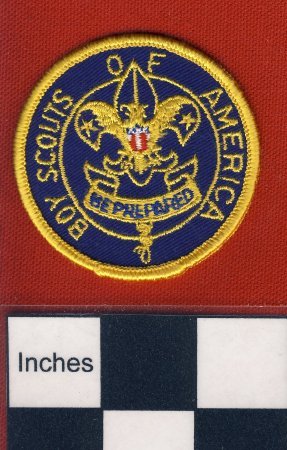 BOY SCOUTS OF AMERICA
BE PREPARED
Inches